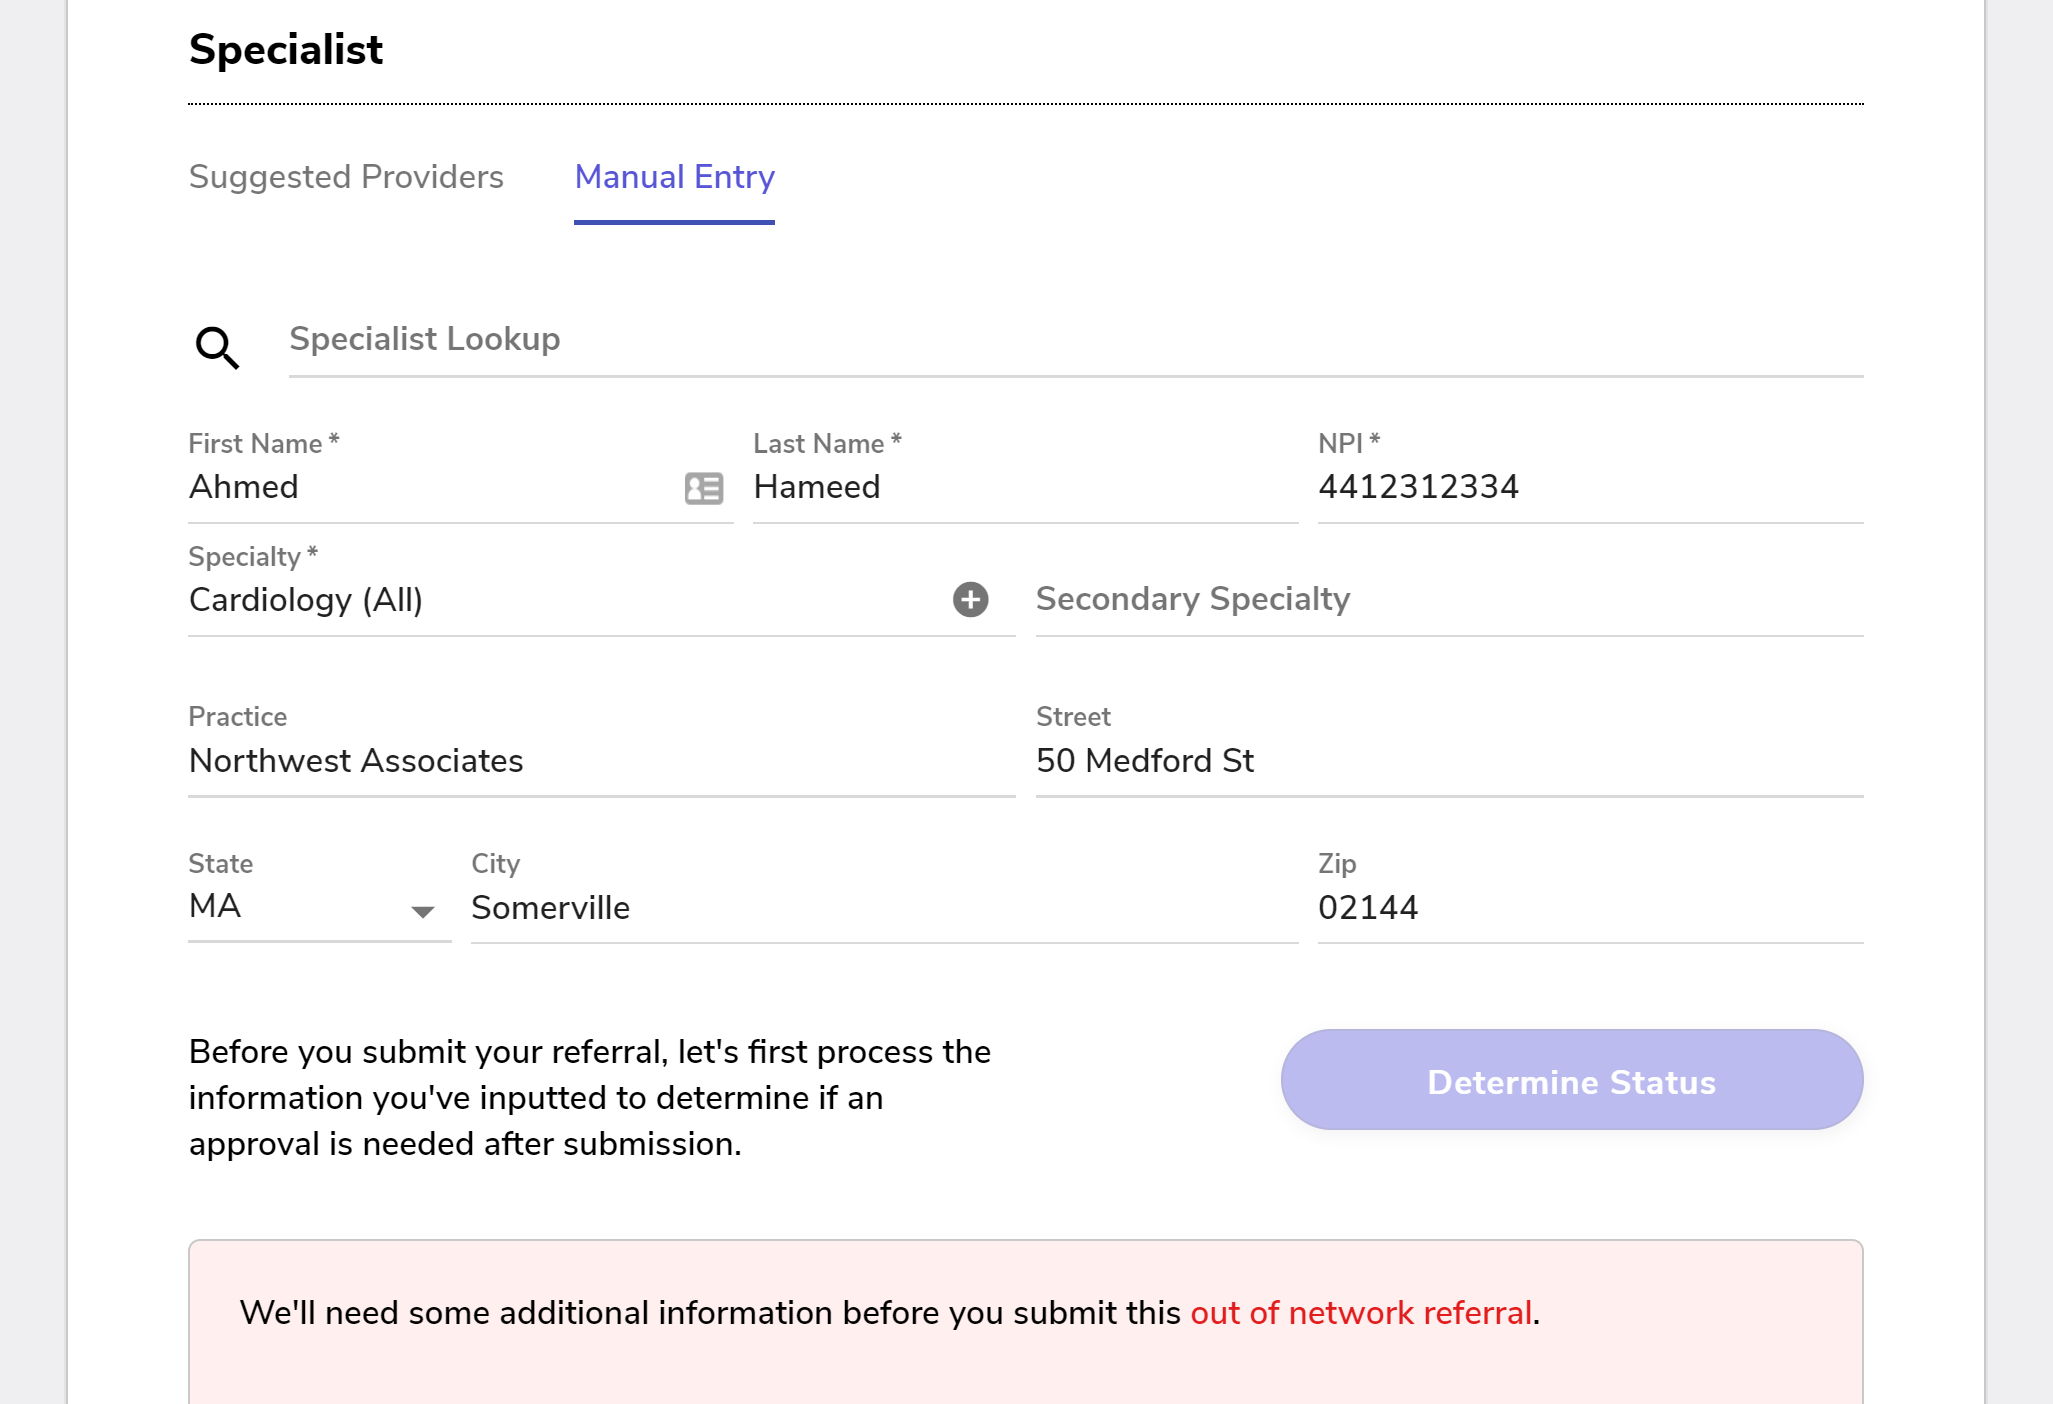 Specialist
Suggested Providers
Manual Entry
Specialist Lookup
First Name *
Last Name *
NPI *
Ahmed
Hameed
4412312334
Specialty *
Cardiology (All)
Secondary Specialty
Practice
Street
Northwest Associates
50 Medford St
State
City
Zip
MA
Somerville
02144
Before you submit your referral, let's first process the
information you've inputted to determine if an
approval is needed after submission.
Determine Status
We'll need some additional information before you submit this out of network referral.